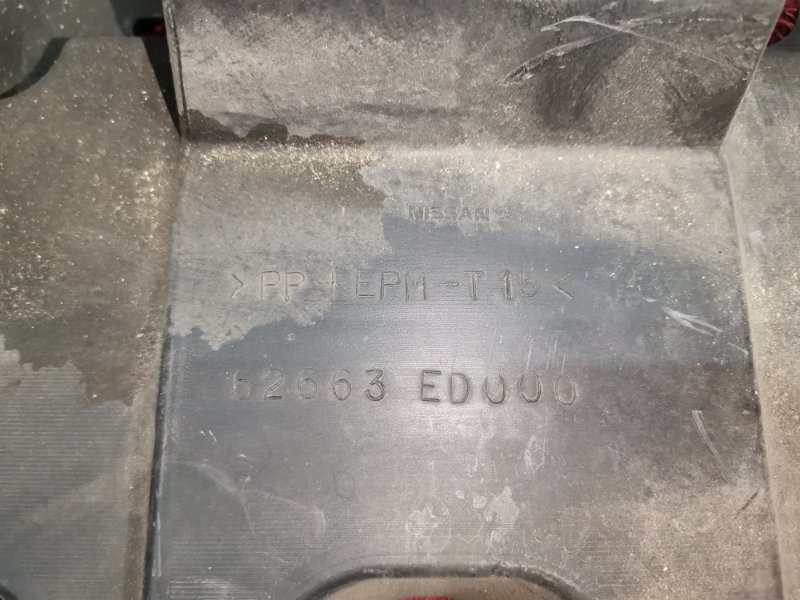 NISSAN
>PP+EPM-T15<
62663 ED000